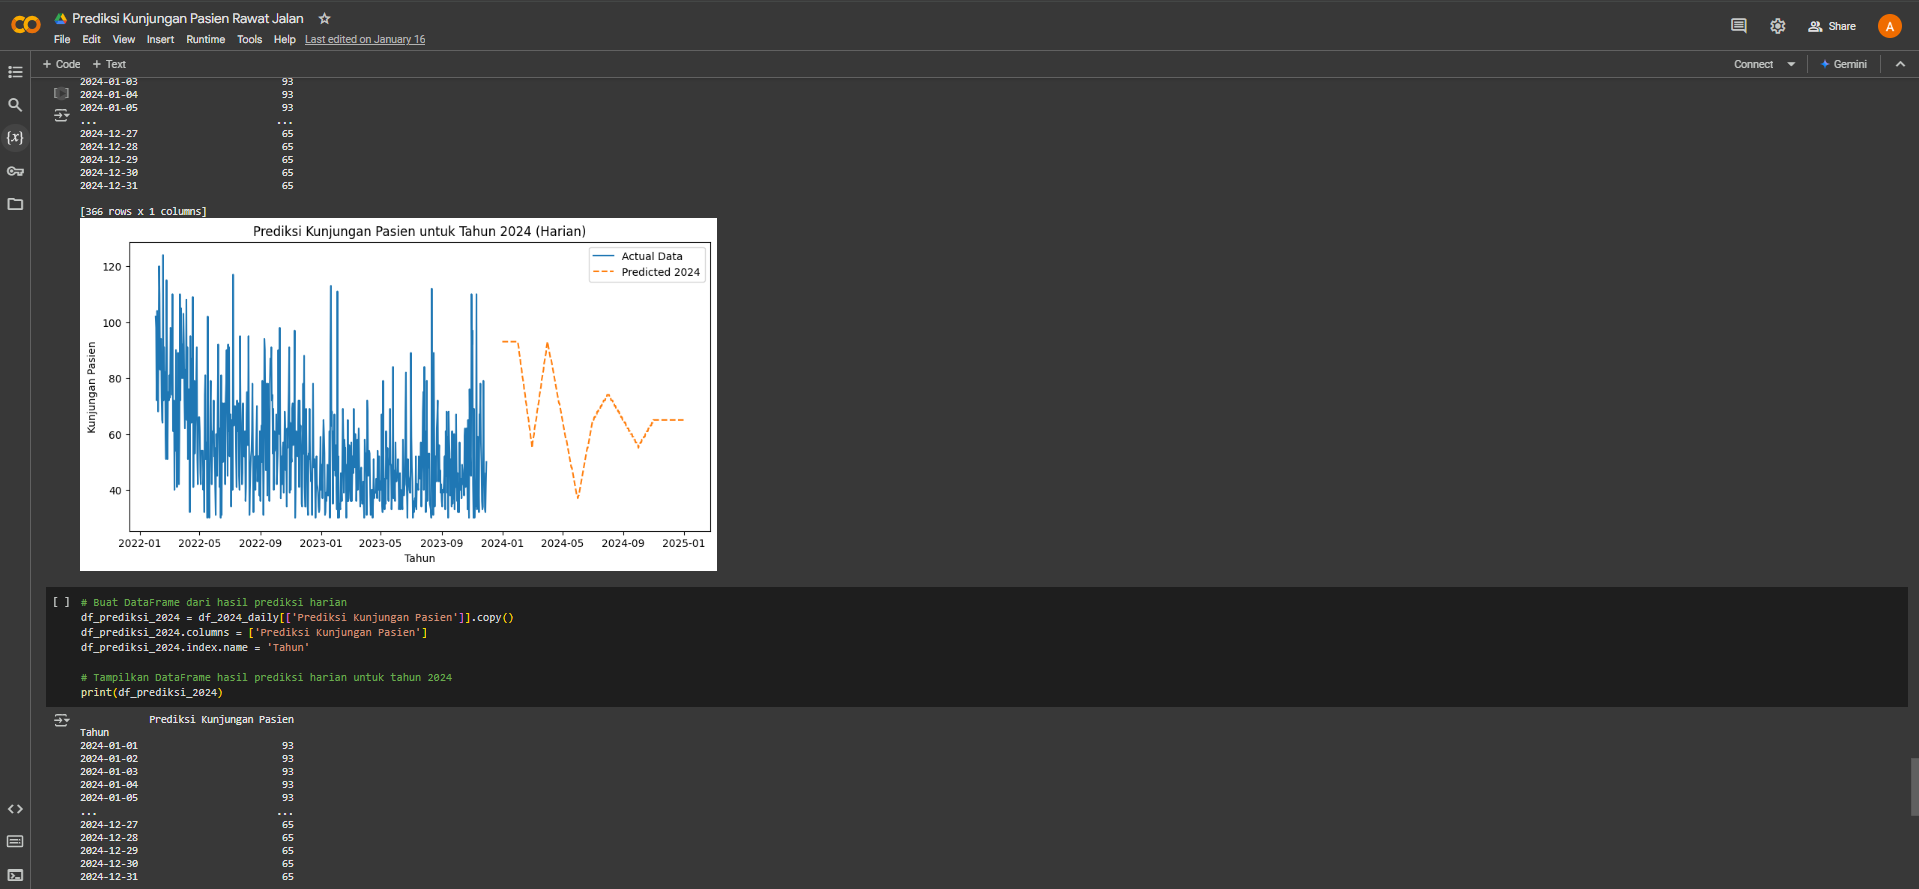 Prediksi Kunjungan Pasien Rawat Jalan
File Edit View Insert Runtime Tools Help Last edited on January 16
Share
A
+ Code + Text
Connect
Gemini
2024-01-03 93
2024-01-04 93
2024-01-05 93
... ...
2024-12-27 65
2024-12-28 65
2024-12-29 65
2024-12-30 65
2024-12-31 65
[366 rows x 1 columns]
Prediksi Kunjungan Pasien untuk Tahun 2024 (Harian)
Actual Data
Predicted 2024
Kunjungan Pasien
120
100
80
60
40
2022-01 2022-05 2022-09 2023-01 2023-05 2023-09 2024-01 2024-05 2024-09 2025-01
Tahun
[ ] # Buat DataFrame dari hasil prediksi harian
df_prediksi_2024 = df_2024_daily[['Prediksi Kunjungan Pasien']].copy()
df_prediksi_2024.columns = ['Prediksi Kunjungan Pasien']
df_prediksi_2024.index.name = 'Tahun'
# Tampilkan DataFrame hasil prediksi harian untuk tahun 2024
print(df_prediksi_2024)
Prediksi Kunjungan Pasien
Tahun
2024-01-01 93
2024-01-02 93
2024-01-03 93
2024-01-04 93
2024-01-05 93
... ...
2024-12-27 65
2024-12-28 65
2024-12-29 65
2024-12-30 65
2024-12-31 65